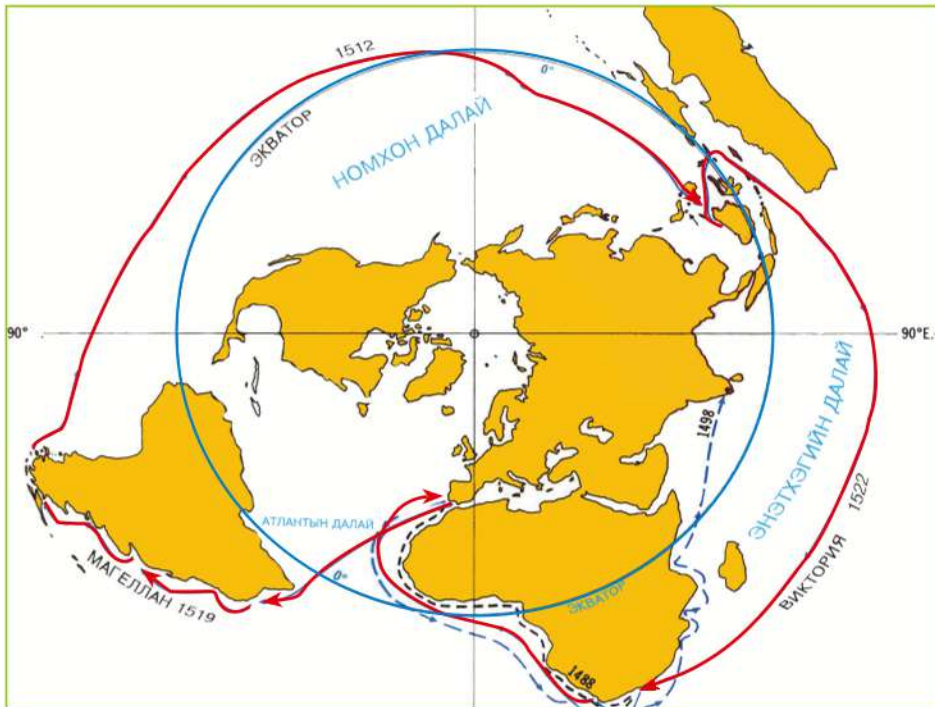 1512
0°
ЭКВАТОР
НОМХОН ДАЛАЙ
90°
90°E.
1498
ЭНЭТХЭГИЙН ДАЛАЙ
АТЛАНТЫН ДАЛАЙ
0°
МАГЕЛЛАН 1519
ЭКВАТОР
ВИКТОРИЯ 1522
1488